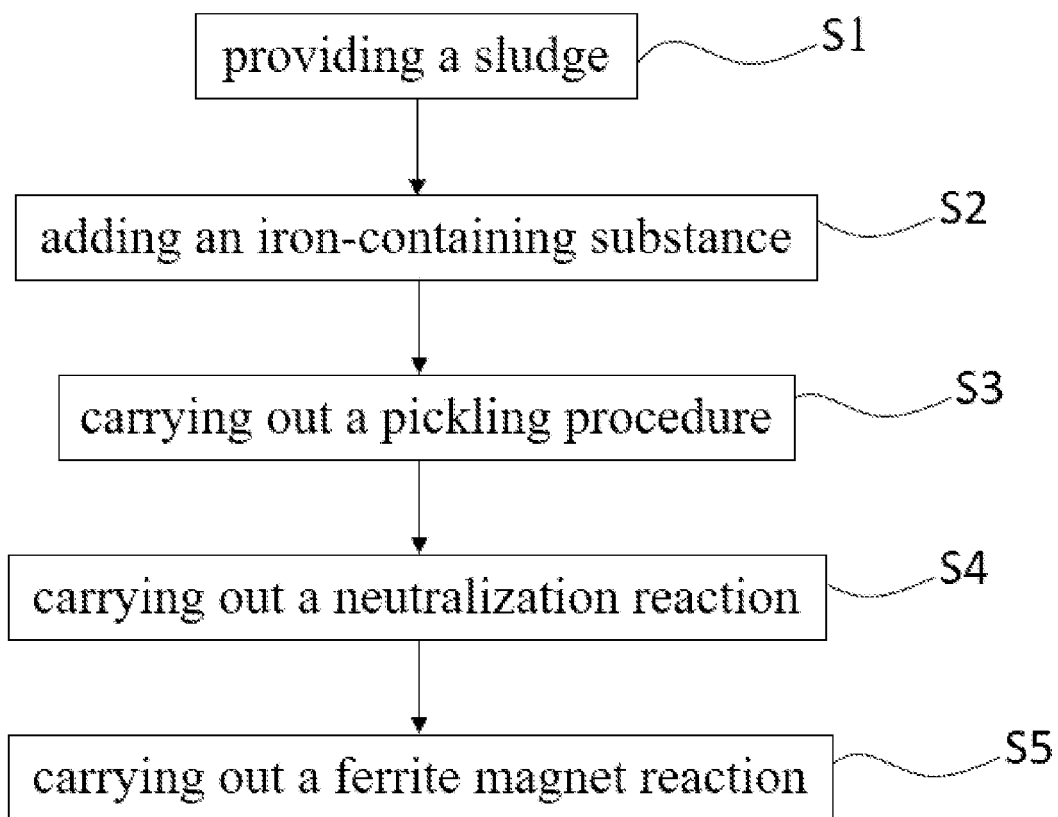 providing a sludge
S1
adding an iron-containing substance
S2
carrying out a pickling procedure
S3
carrying out a neutralization reaction
S4
carrying out a ferrite magnet reaction
S5